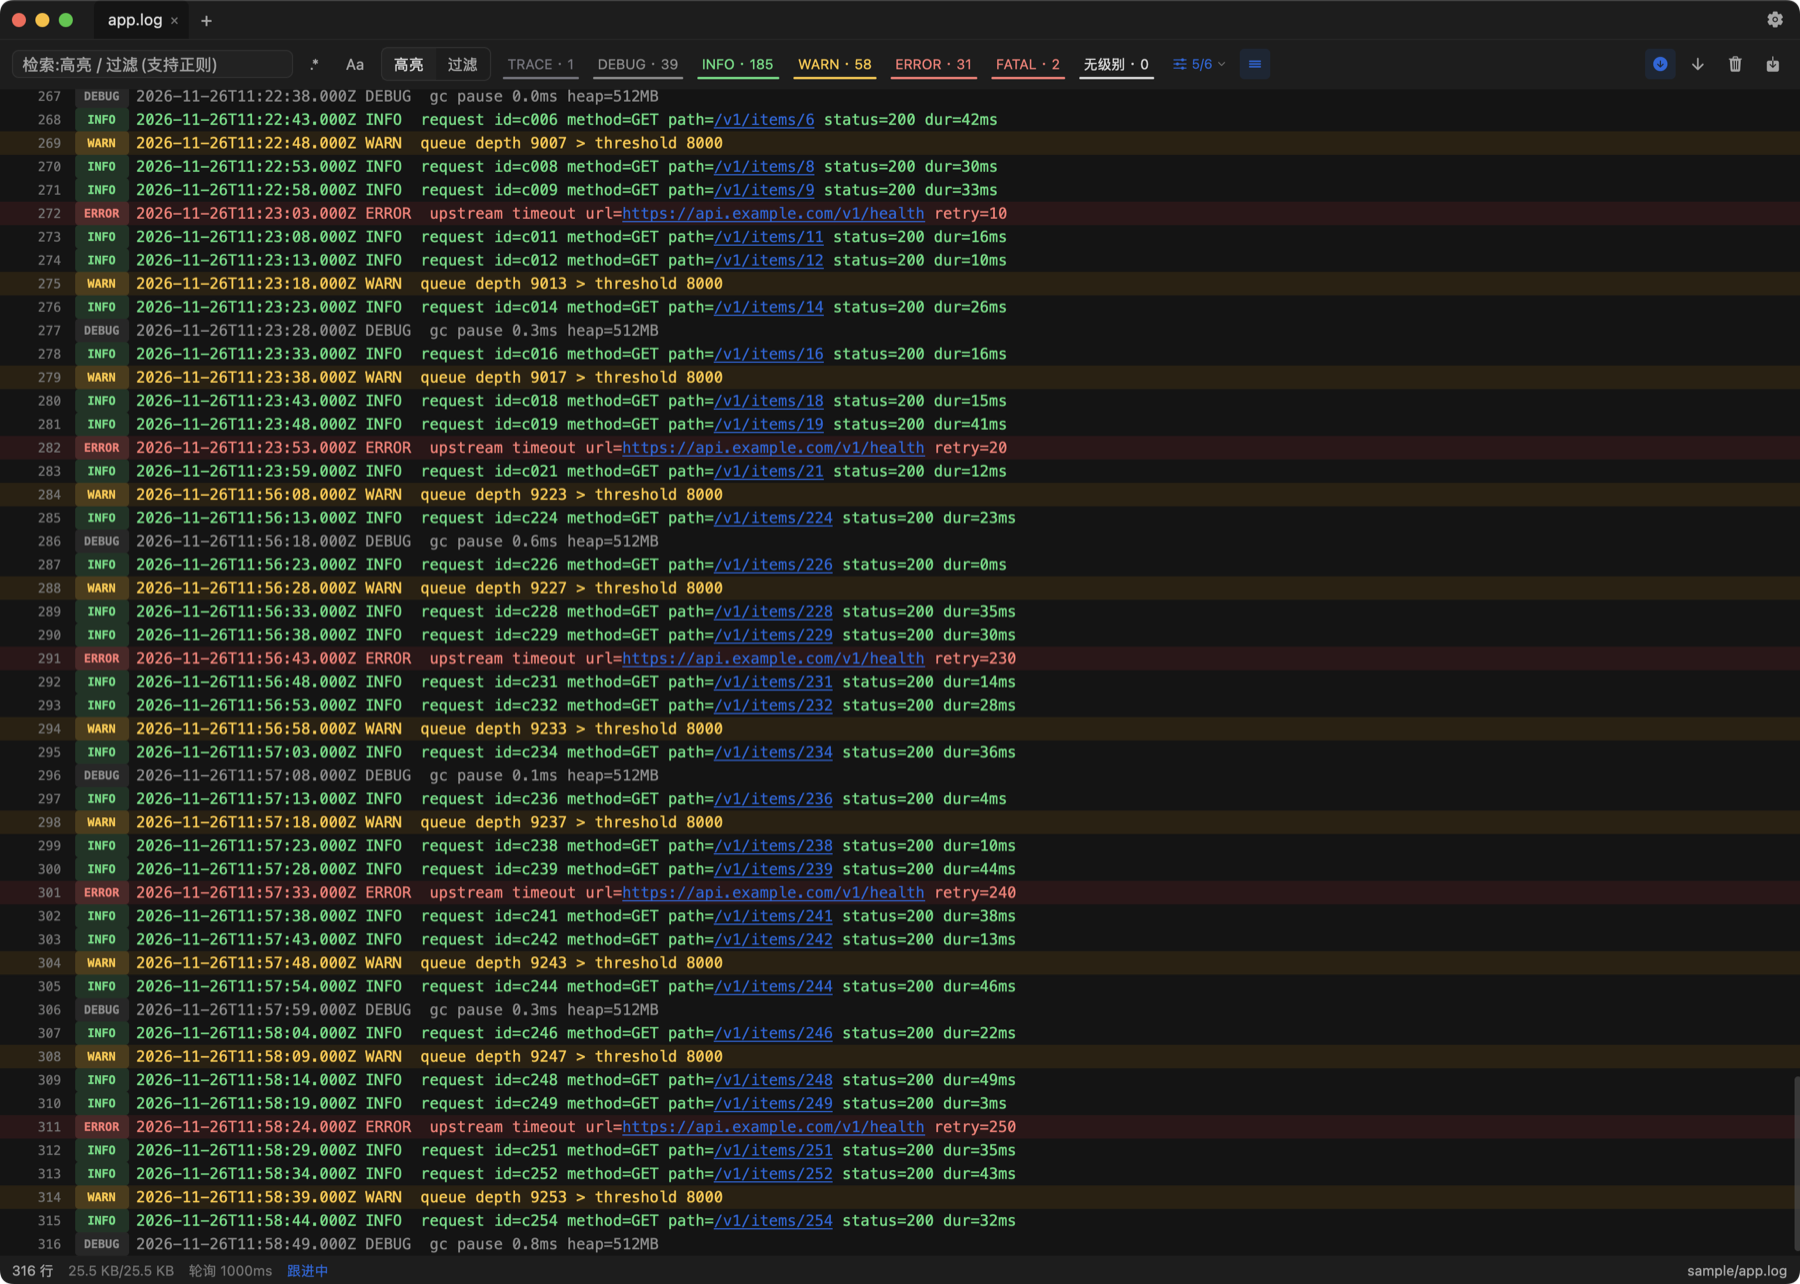 app.log × +
检索:高亮 / 过滤 (支持正则) .* Aa 高亮 过滤 TRACE · 1 DEBUG · 39 INFO · 185 WARN · 58 ERROR · 31 FATAL · 2 无级别 · 0 5/6
267 DEBUG 2026-11-26T11:22:38.000Z DEBUG gc pause 0.0ms heap=512MB
268 INFO 2026-11-26T11:22:43.000Z INFO request id=c006 method=GET path=/v1/items/6 status=200 dur=42ms
269 WARN 2026-11-26T11:22:48.000Z WARN queue depth 9007 > threshold 8000
270 INFO 2026-11-26T11:22:53.000Z INFO request id=c008 method=GET path=/v1/items/8 status=200 dur=30ms
271 INFO 2026-11-26T11:22:58.000Z INFO request id=c009 method=GET path=/v1/items/9 status=200 dur=33ms
272 ERROR 2026-11-26T11:23:03.000Z ERROR upstream timeout url=https://api.example.com/v1/health retry=10
273 INFO 2026-11-26T11:23:08.000Z INFO request id=c011 method=GET path=/v1/items/11 status=200 dur=16ms
274 INFO 2026-11-26T11:23:13.000Z INFO request id=c012 method=GET path=/v1/items/12 status=200 dur=10ms
275 WARN 2026-11-26T11:23:18.000Z WARN queue depth 9013 > threshold 8000
276 INFO 2026-11-26T11:23:23.000Z INFO request id=c014 method=GET path=/v1/items/14 status=200 dur=26ms
277 DEBUG 2026-11-26T11:23:28.000Z DEBUG gc pause 0.3ms heap=512MB
278 INFO 2026-11-26T11:23:33.000Z INFO request id=c016 method=GET path=/v1/items/16 status=200 dur=16ms
279 WARN 2026-11-26T11:23:38.000Z WARN queue depth 9017 > threshold 8000
280 INFO 2026-11-26T11:23:43.000Z INFO request id=c018 method=GET path=/v1/items/18 status=200 dur=15ms
281 INFO 2026-11-26T11:23:48.000Z INFO request id=c019 method=GET path=/v1/items/19 status=200 dur=41ms
282 ERROR 2026-11-26T11:23:53.000Z ERROR upstream timeout url=https://api.example.com/v1/health retry=20
283 INFO 2026-11-26T11:23:59.000Z INFO request id=c021 method=GET path=/v1/items/21 status=200 dur=12ms
284 WARN 2026-11-26T11:56:08.000Z WARN queue depth 9223 > threshold 8000
285 INFO 2026-11-26T11:56:13.000Z INFO request id=c224 method=GET path=/v1/items/224 status=200 dur=23ms
286 DEBUG 2026-11-26T11:56:18.000Z DEBUG gc pause 0.6ms heap=512MB
287 INFO 2026-11-26T11:56:23.000Z INFO request id=c226 method=GET path=/v1/items/226 status=200 dur=0ms
288 WARN 2026-11-26T11:56:28.000Z WARN queue depth 9227 > threshold 8000
289 INFO 2026-11-26T11:56:33.000Z INFO request id=c228 method=GET path=/v1/items/228 status=200 dur=35ms
290 INFO 2026-11-26T11:56:38.000Z INFO request id=c229 method=GET path=/v1/items/229 status=200 dur=30ms
291 ERROR 2026-11-26T11:56:43.000Z ERROR upstream timeout url=https://api.example.com/v1/health retry=230
292 INFO 2026-11-26T11:56:48.000Z INFO request id=c231 method=GET path=/v1/items/231 status=200 dur=14ms
293 INFO 2026-11-26T11:56:53.000Z INFO request id=c232 method=GET path=/v1/items/232 status=200 dur=28ms
294 WARN 2026-11-26T11:56:58.000Z WARN queue depth 9233 > threshold 8000
295 INFO 2026-11-26T11:57:03.000Z INFO request id=c234 method=GET path=/v1/items/234 status=200 dur=36ms
296 DEBUG 2026-11-26T11:57:08.000Z DEBUG gc pause 0.1ms heap=512MB
297 INFO 2026-11-26T11:57:13.000Z INFO request id=c236 method=GET path=/v1/items/236 status=200 dur=4ms
298 WARN 2026-11-26T11:57:18.000Z WARN queue depth 9237 > threshold 8000
299 INFO 2026-11-26T11:57:23.000Z INFO request id=c238 method=GET path=/v1/items/238 status=200 dur=10ms
300 INFO 2026-11-26T11:57:28.000Z INFO request id=c239 method=GET path=/v1/items/239 status=200 dur=44ms
301 ERROR 2026-11-26T11:57:33.000Z ERROR upstream timeout url=https://api.example.com/v1/health retry=240
302 INFO 2026-11-26T11:57:38.000Z INFO request id=c241 method=GET path=/v1/items/241 status=200 dur=38ms
303 INFO 2026-11-26T11:57:43.000Z INFO request id=c242 method=GET path=/v1/items/242 status=200 dur=13ms
304 WARN 2026-11-26T11:57:48.000Z WARN queue depth 9243 > threshold 8000
305 INFO 2026-11-26T11:57:54.000Z INFO request id=c244 method=GET path=/v1/items/244 status=200 dur=46ms
306 DEBUG 2026-11-26T11:57:59.000Z DEBUG gc pause 0.3ms heap=512MB
307 INFO 2026-11-26T11:58:04.000Z INFO request id=c246 method=GET path=/v1/items/246 status=200 dur=22ms
308 WARN 2026-11-26T11:58:09.000Z WARN queue depth 9247 > threshold 8000
309 INFO 2026-11-26T11:58:14.000Z INFO request id=c248 method=GET path=/v1/items/248 status=200 dur=49ms
310 INFO 2026-11-26T11:58:19.000Z INFO request id=c249 method=GET path=/v1/items/249 status=200 dur=3ms
311 ERROR 2026-11-26T11:58:24.000Z ERROR upstream timeout url=https://api.example.com/v1/health retry=250
312 INFO 2026-11-26T11:58:29.000Z INFO request id=c251 method=GET path=/v1/items/251 status=200 dur=35ms
313 INFO 2026-11-26T11:58:34.000Z INFO request id=c252 method=GET path=/v1/items/252 status=200 dur=43ms
314 WARN 2026-11-26T11:58:39.000Z WARN queue depth 9253 > threshold 8000
315 INFO 2026-11-26T11:58:44.000Z INFO request id=c254 method=GET path=/v1/items/254 status=200 dur=32ms
316 DEBUG 2026-11-26T11:58:49.000Z DEBUG gc pause 0.8ms heap=512MB
316 行 25.5 KB/25.5 KB 轮询 1000ms 跟进中 sample/app.log